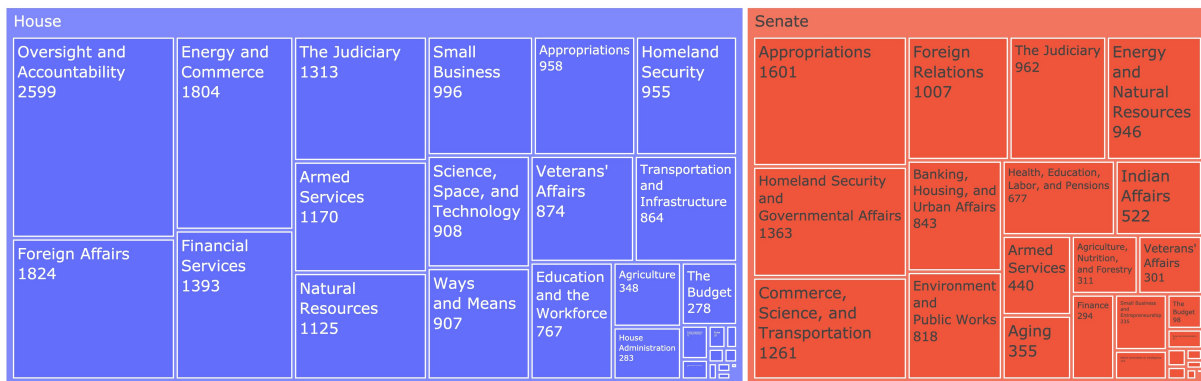 House
Oversight and
Accountability
2599
Foreign Affairs
1824
Energy and
Commerce
1804
Financial
Services
1393
The Judiciary
1313
Armed
Services
1170
Natural
Resources
1125
Small
Business
996
Science,
Space, and
Technology
908
Ways
and Means
907
Appropriations
958
Homeland
Security
955
Veterans'
Affairs
874
Transportation
and
Infrastructure
864
Education
and the
Workforce
767
Agriculture
348
House
Administration
283
The
Budget
278
Senate
Appropriations
1601
Homeland Security
and
Governmental Affairs
1363
Commerce,
Science, and
Transportation
1261
Foreign
Relations
1007
The Judiciary
962
Energy
and
Natural
Resources
946
Banking,
Housing, and
Urban Affairs
843
Environment
and
Public Works
818
Health, Education,
Labor, and Pensions
677
Indian
Affairs
522
Armed
Services
440
Aging
355
Agriculture,
Nutrition,
and Forestry
311
Veterans'
Affairs
301
Finance
294
Small Business
and
Entrepreneurship
The
Budget
98